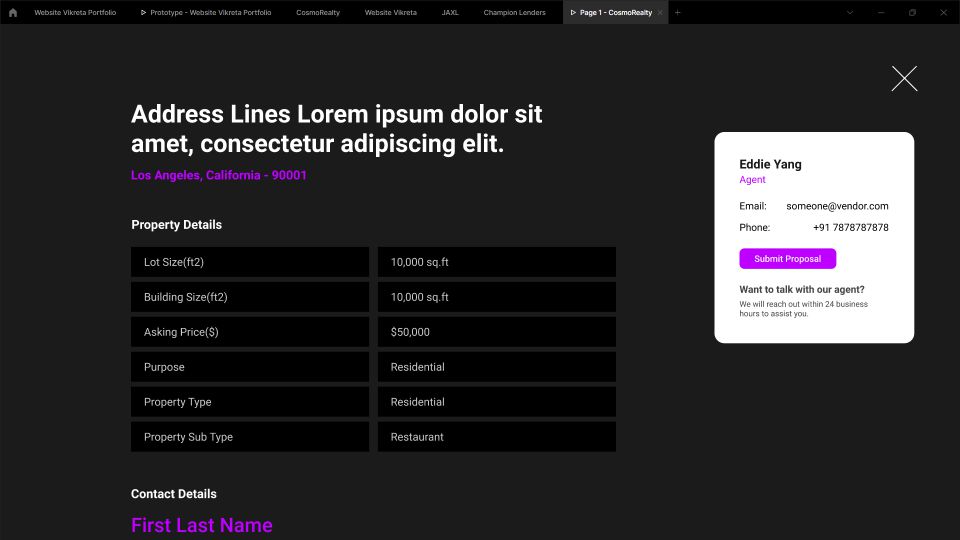 Website Vikreta Portfolio
Prototype - Website Vikreta Portfolio
CosmoRealty
Website Vikreta
JAXL
Champion Lenders
Page 1 - CosmoRealty
Address Lines Lorem ipsum dolor sit
amet, consectetur adipiscing elit.
Los Angeles, California - 90001
Property Details
Lot Size(ft2) 10,000 sq.ft
Building Size(ft2) 10,000 sq.ft
Asking Price($) $50,000
Purpose Residential
Property Type Residential
Property Sub Type Restaurant
Contact Details
First Last Name
Eddie Yang
Agent
Email: someone@vendor.com
Phone: +91 7878787878
Submit Proposal
Want to talk with our agent?
We will reach out within 24 business
hours to assist you.